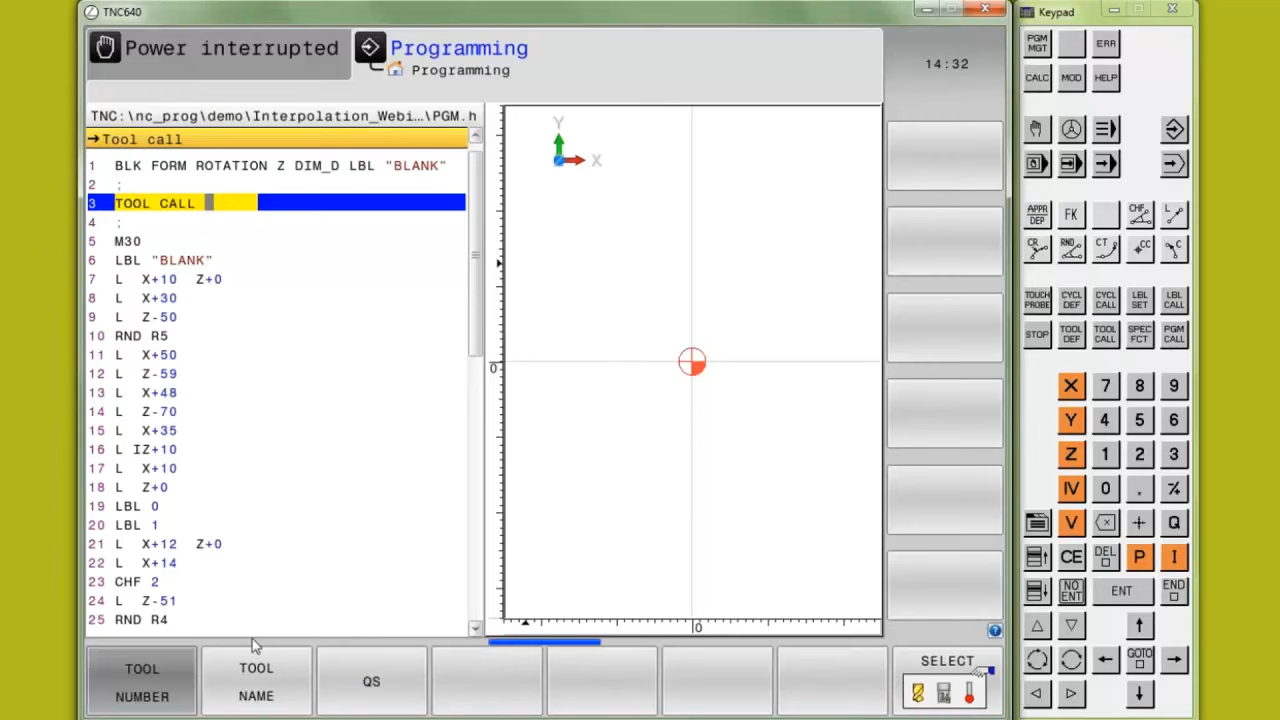 TNC640
Power interrupted
Programming
Programming
14:32
TNC:\nc_prog\demo\Interpolation_Webi…\PGM.h
→Tool call
1 BLK FORM ROTATION Z DIM_D LBL "BLANK"
2 ;
3 TOOL CALL
4 ;
5 M30
6 LBL "BLANK"
7 L X+10 Z+0
8 L X+30
9 L Z-50
10 RND R5
11 L X+50
12 L Z-59
13 L X+48
14 L Z-70
15 L X+35
16 L IZ+10
17 L X+10
18 L Z+0
19 LBL 0
20 LBL 1
21 L X+12 Z+0
22 L X+14
23 CHF 2
24 L Z-51
25 RND R4
Y
X
0
0
TOOL
NUMBER
TOOL
NAME
QS
SELECT
Keypad
PGM
MGT
ERR
CALC
MOD
HELP
APPR
DEP
FK
CHF
L
CR
RND
CT
CC
C
TOUCH
PROBE
CYCL
DEF
CYCL
CALL
LBL
SET
LBL
CALL
STOP
TOOL
DEF
TOOL
CALL
SPEC
FCT
PGM
CALL
X 7 8 9
Y 4 5 6
Z 1 2 3
IV 0 .
V Q
CE
DEL
P I
NO
ENT
ENT
END
GOTO